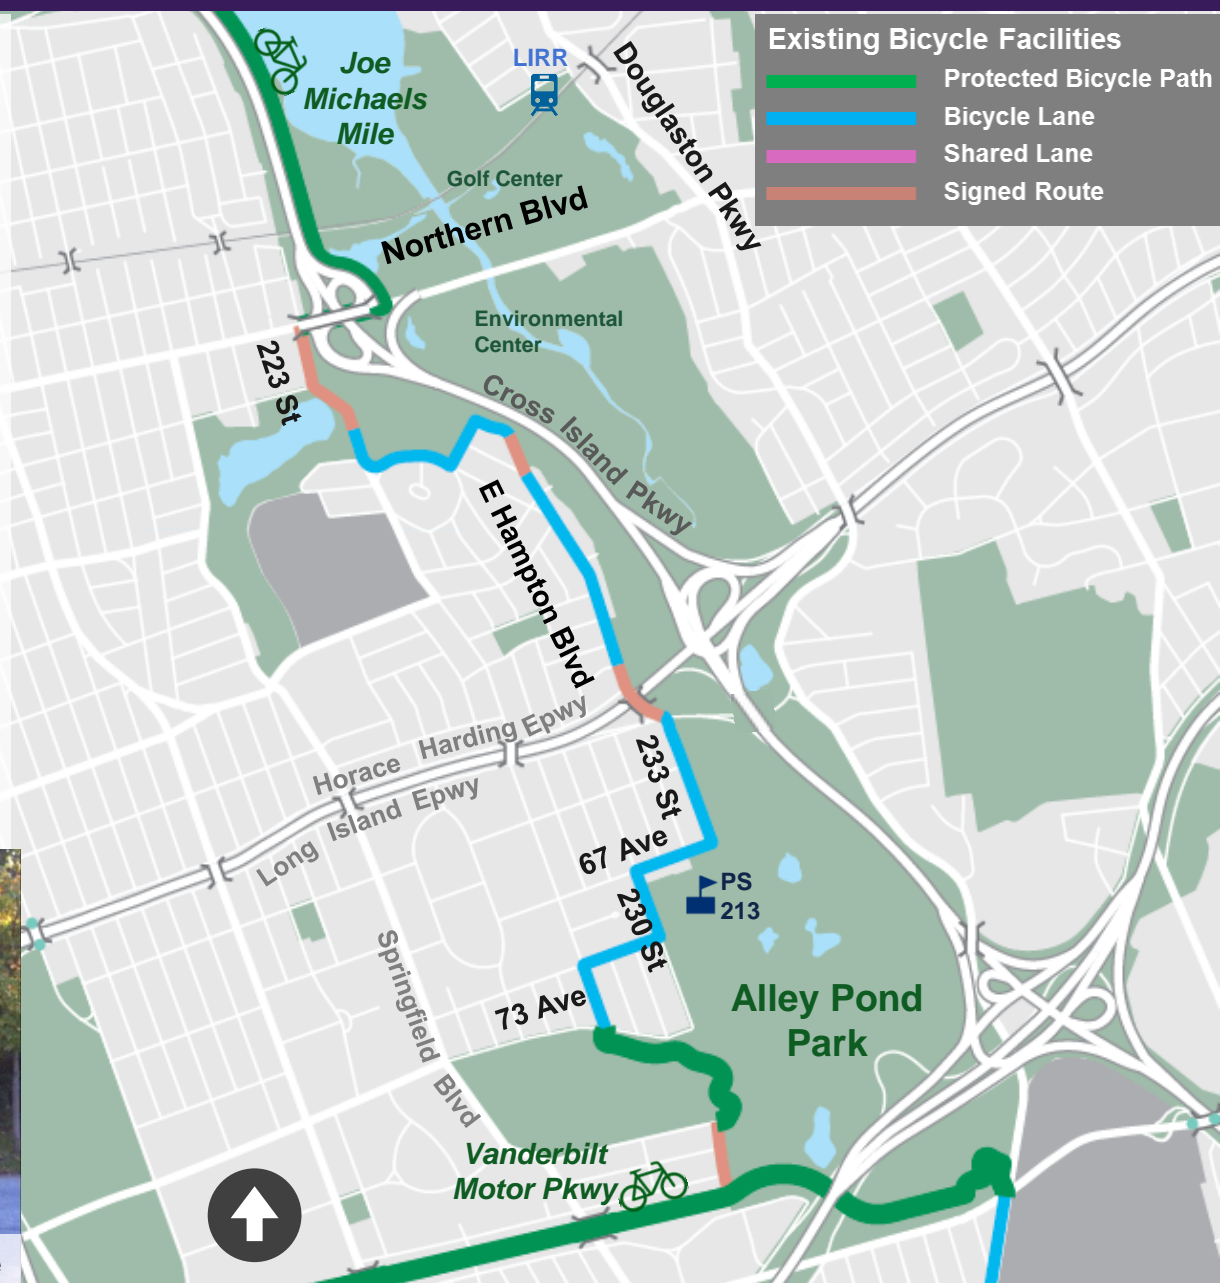 Existing Bicycle Facilities
Protected Bicycle Path
Bicycle Lane
Shared Lane
Signed Route
Joe
Michaels
Mile
LIRR
Douglaston Pkwy
Golf Center
Northern Blvd
Environmental
Center
223 St
Cross Island Pkwy
E Hampton Blvd
Horace Harding Epwy
Long Island Epwy
233 St
67 Ave
PS
213
230 St
Springfield Blvd
73 Ave
Alley Pond
Park
Vanderbilt
Motor Pkwy